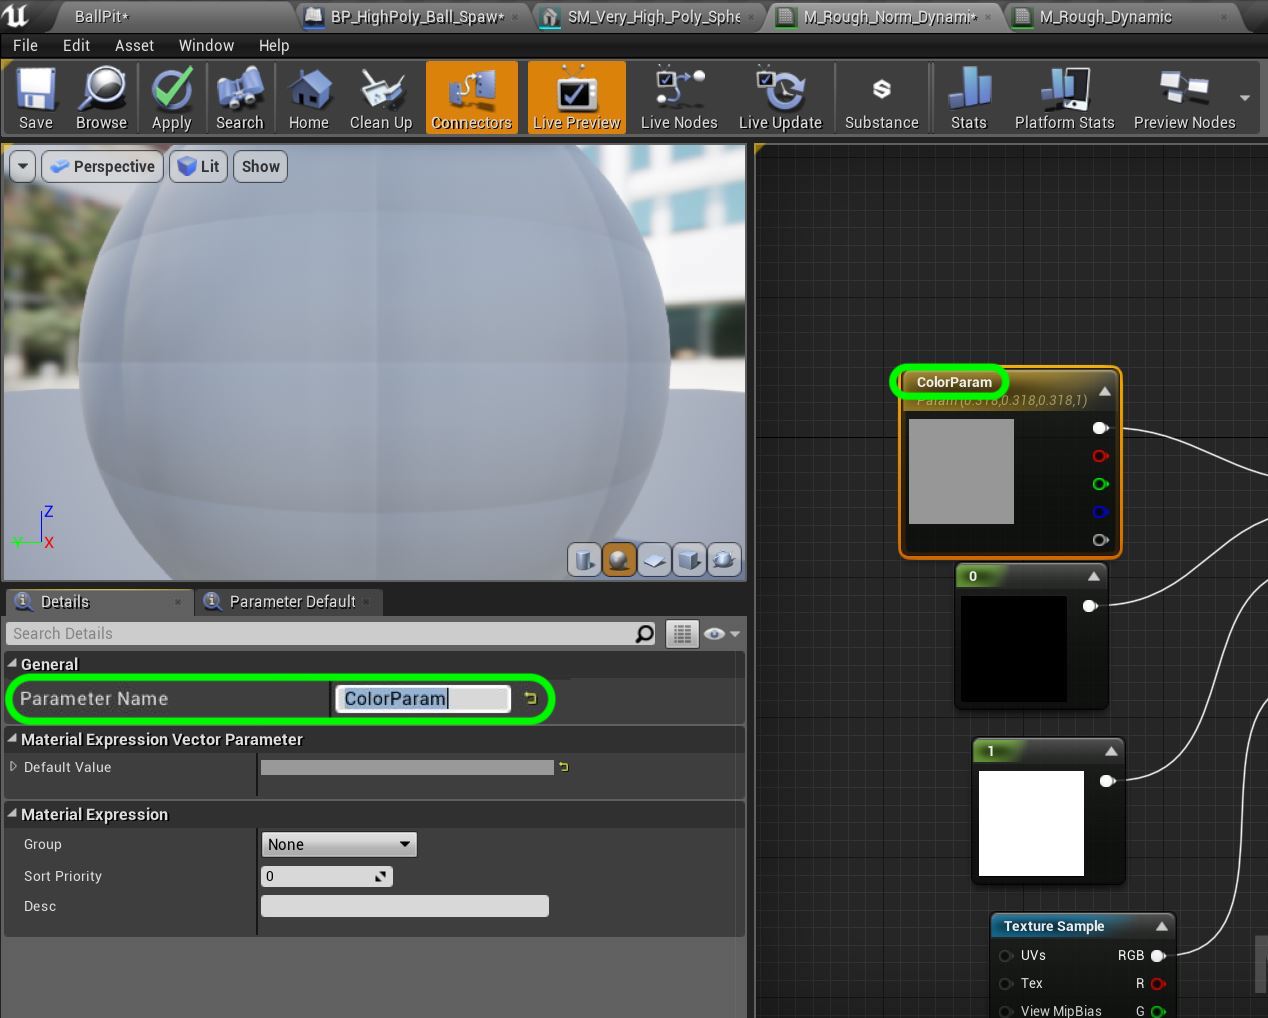 BallPit*
BP_HighPoly_Ball_Spaw*
SM_Very_High_Poly_Sphe
M_Rough_Norm_Dynami*
M_Rough_Dynamic
File Edit Asset Window Help
Save Browse Apply Search Home Clean Up Connectors Live Preview Live Nodes Live Update Substance Stats Platform Stats Preview Nodes
Perspective Lit Show
ColorParam
Param (0.318,0.318,0.318,1)
Z
Y X
0
Details Parameter Default
Search Details
General
Parameter Name ColorParam
Material Expression Vector Parameter
1
Default Value
Material Expression
Group None
Sort Priority 0
Desc
Texture Sample
UVs RGB
Tex R
View MipBias G